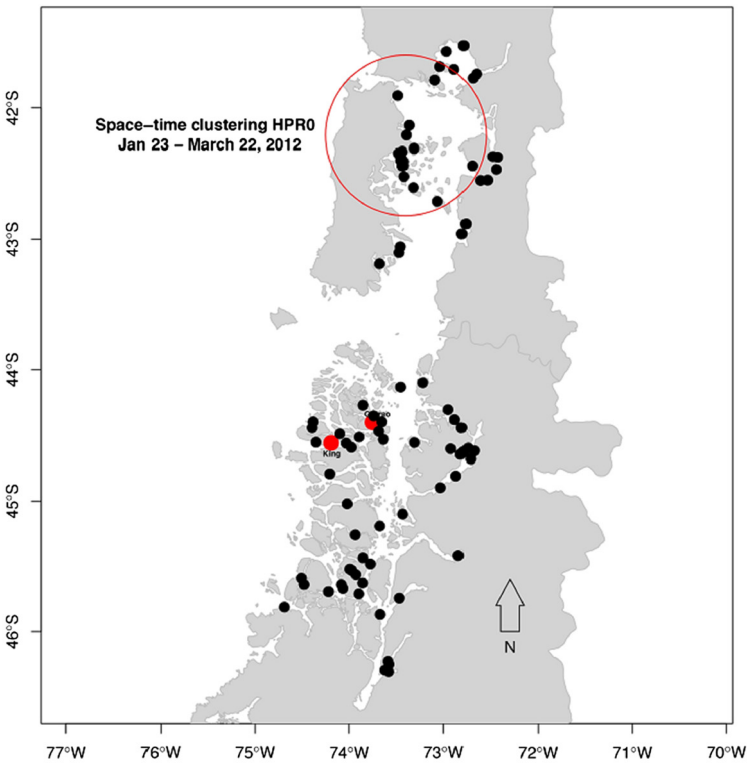 Space–time clustering HPR0
Jan 23 – March 22, 2012
42°S
43°S
44°S
45°S
46°S
King
N
77°W
76°W
75°W
74°W
73°W
72°W
71°W
70°W